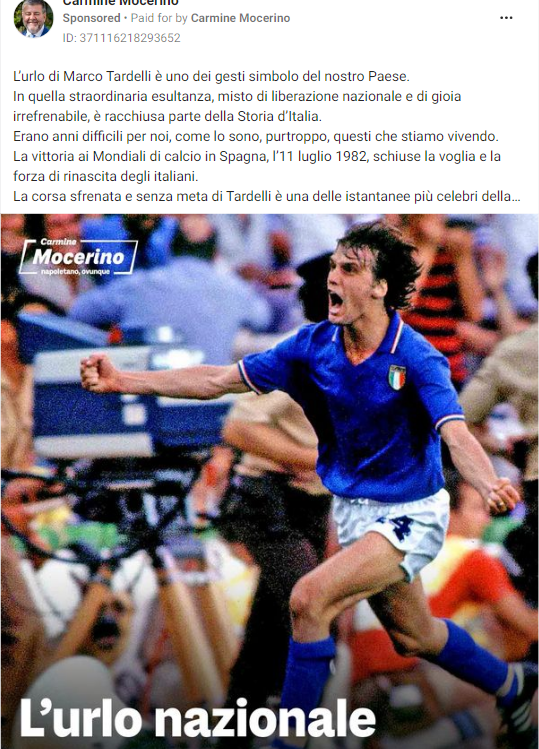 Carmine Mocerino
Sponsored • Paid for by Carmine Mocerino
ID: 371116218293652
L'urlo di Marco Tardelli è uno dei gesti simbolo del nostro Paese.
In quella straordinaria esultanza, misto di liberazione nazionale e di gioia
irrefrenabile, è racchiusa parte della Storia d'Italia.
Erano anni difficili per noi, come lo sono, purtroppo, questi che stiamo vivendo.
La vittoria ai Mondiali di calcio in Spagna, l'11 luglio 1982, schiuse la voglia e la
forza di rinascita degli italiani.
La corsa sfrenata e senza meta di Tardelli è una delle istantanee più celebri della...
Carmine
Mocerino
napoletano, ovunque
L'urlo nazionale